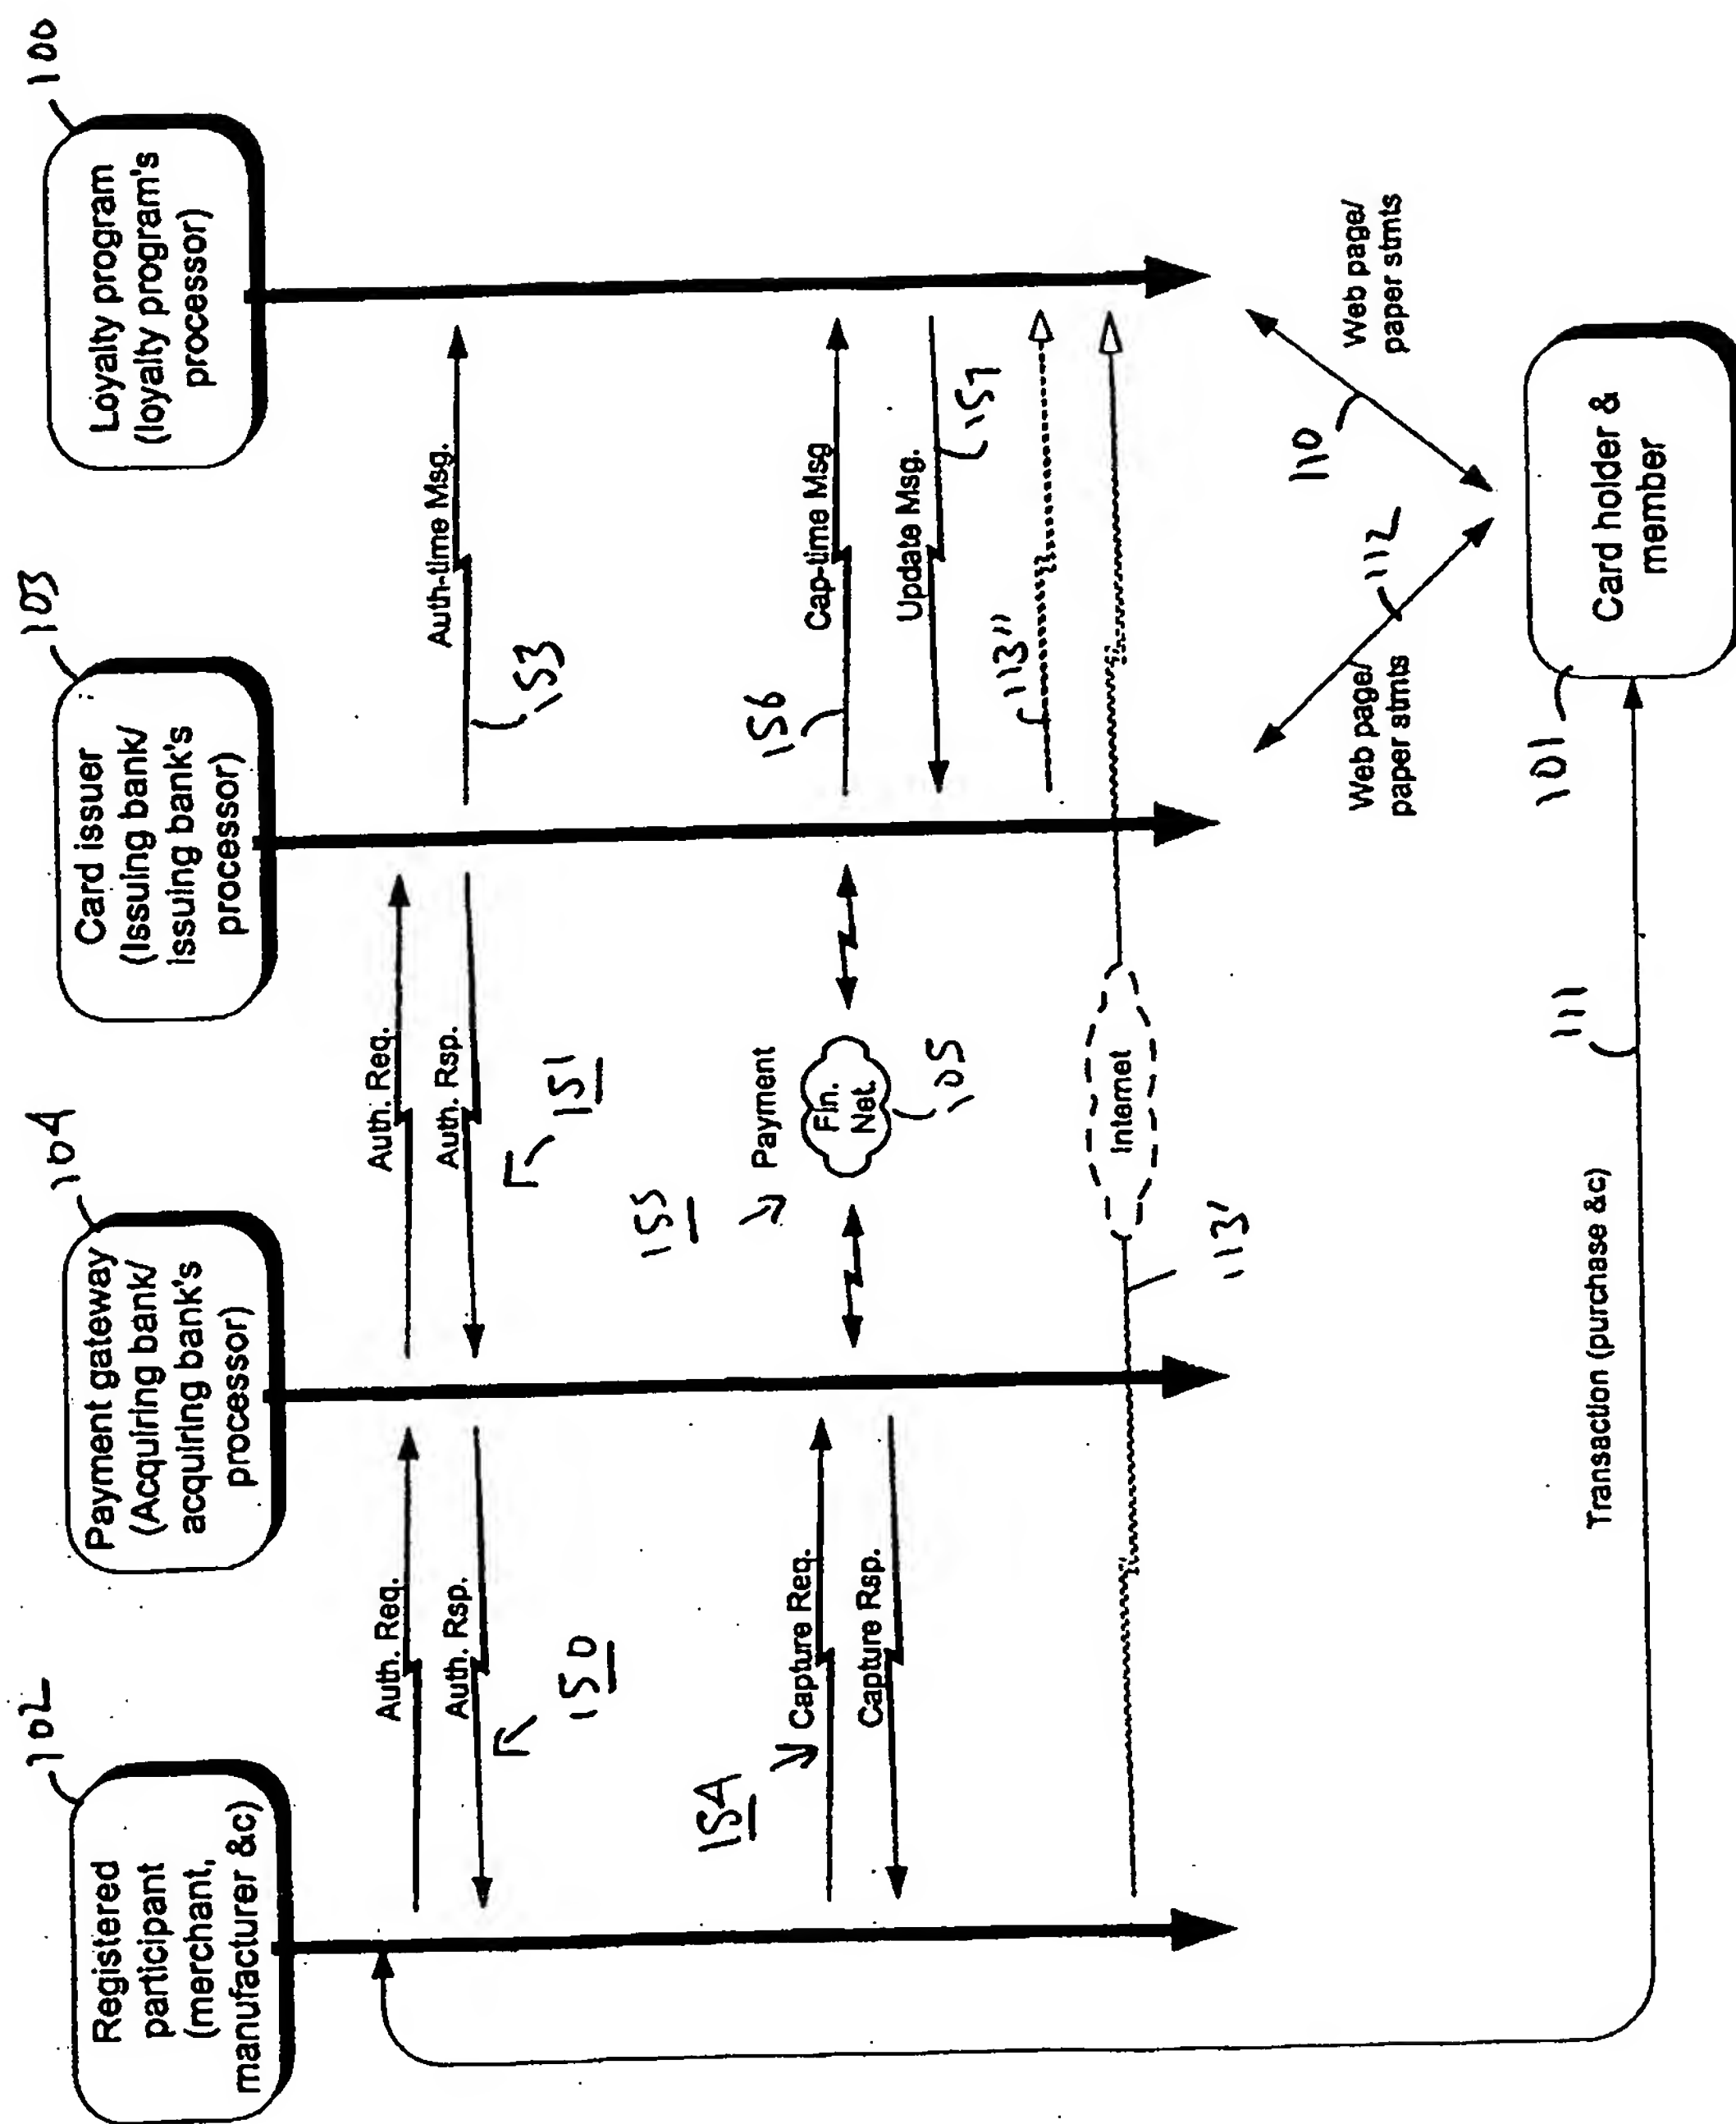 102
Registered
participant
(merchant,
manufacturer &c)
104
Payment gateway
(Acquiring bank/
acquiring bank's
processor)
103
Card issuer
(Issuing bank/
issuing bank's
processor)
100
Loyalty program
(loyalty program's
processor)
Auth. Req.
Auth. Rsp.
150
Auth. Req.
Auth. Rsp.
151
Auth-time Msg.
153
154
Capture Req.
Capture Rsp.
155
Payment
Fin.
Net.
105
156
Cap-time Msg
Update Msg.
157
113"
Internet
113'
Web page/
paper stmts
112
Web page/
paper stmts
110
Transaction (purchase &c)
111
101
Card holder &
member